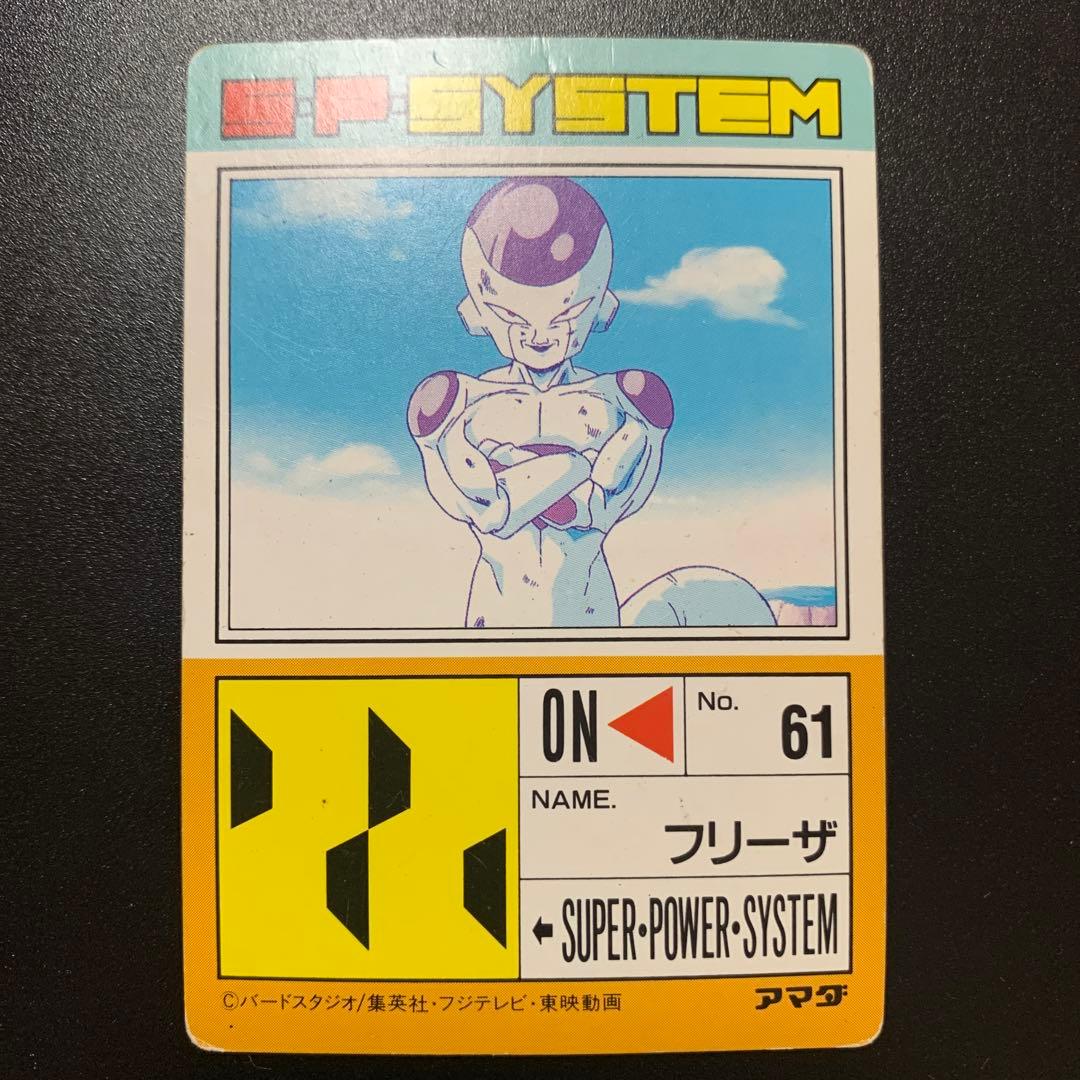 S・P・SYSTEM
ON
No.
61
NAME.
フリーザ
SUPER・POWER・SYSTEM
©バードスタジオ/集英社・フジテレビ・東映動画
アマダ